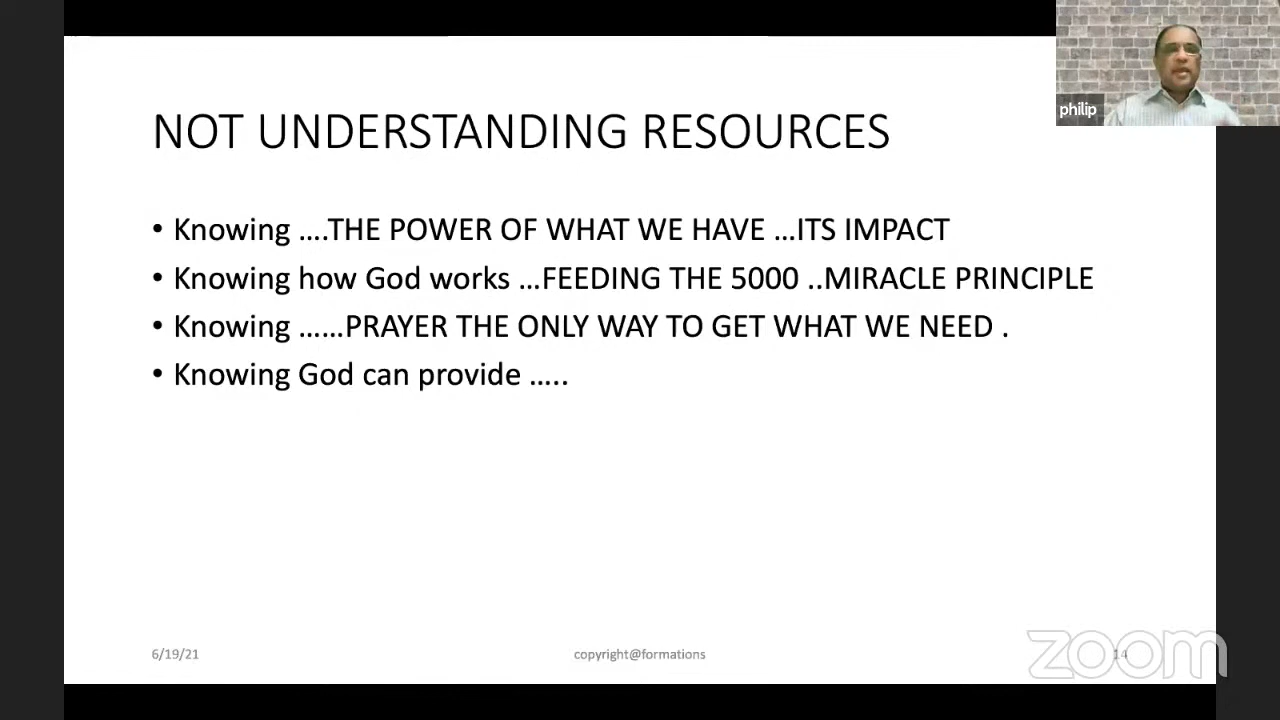 philip
NOT UNDERSTANDING RESOURCES
• Knowing ....THE POWER OF WHAT WE HAVE ...ITS IMPACT
• Knowing how God works ...FEEDING THE 5000 ..MIRACLE PRINCIPLE
• Knowing ......PRAYER THE ONLY WAY TO GET WHAT WE NEED .
• Knowing God can provide .....
6/19/21
copyright@formations
14
zoom